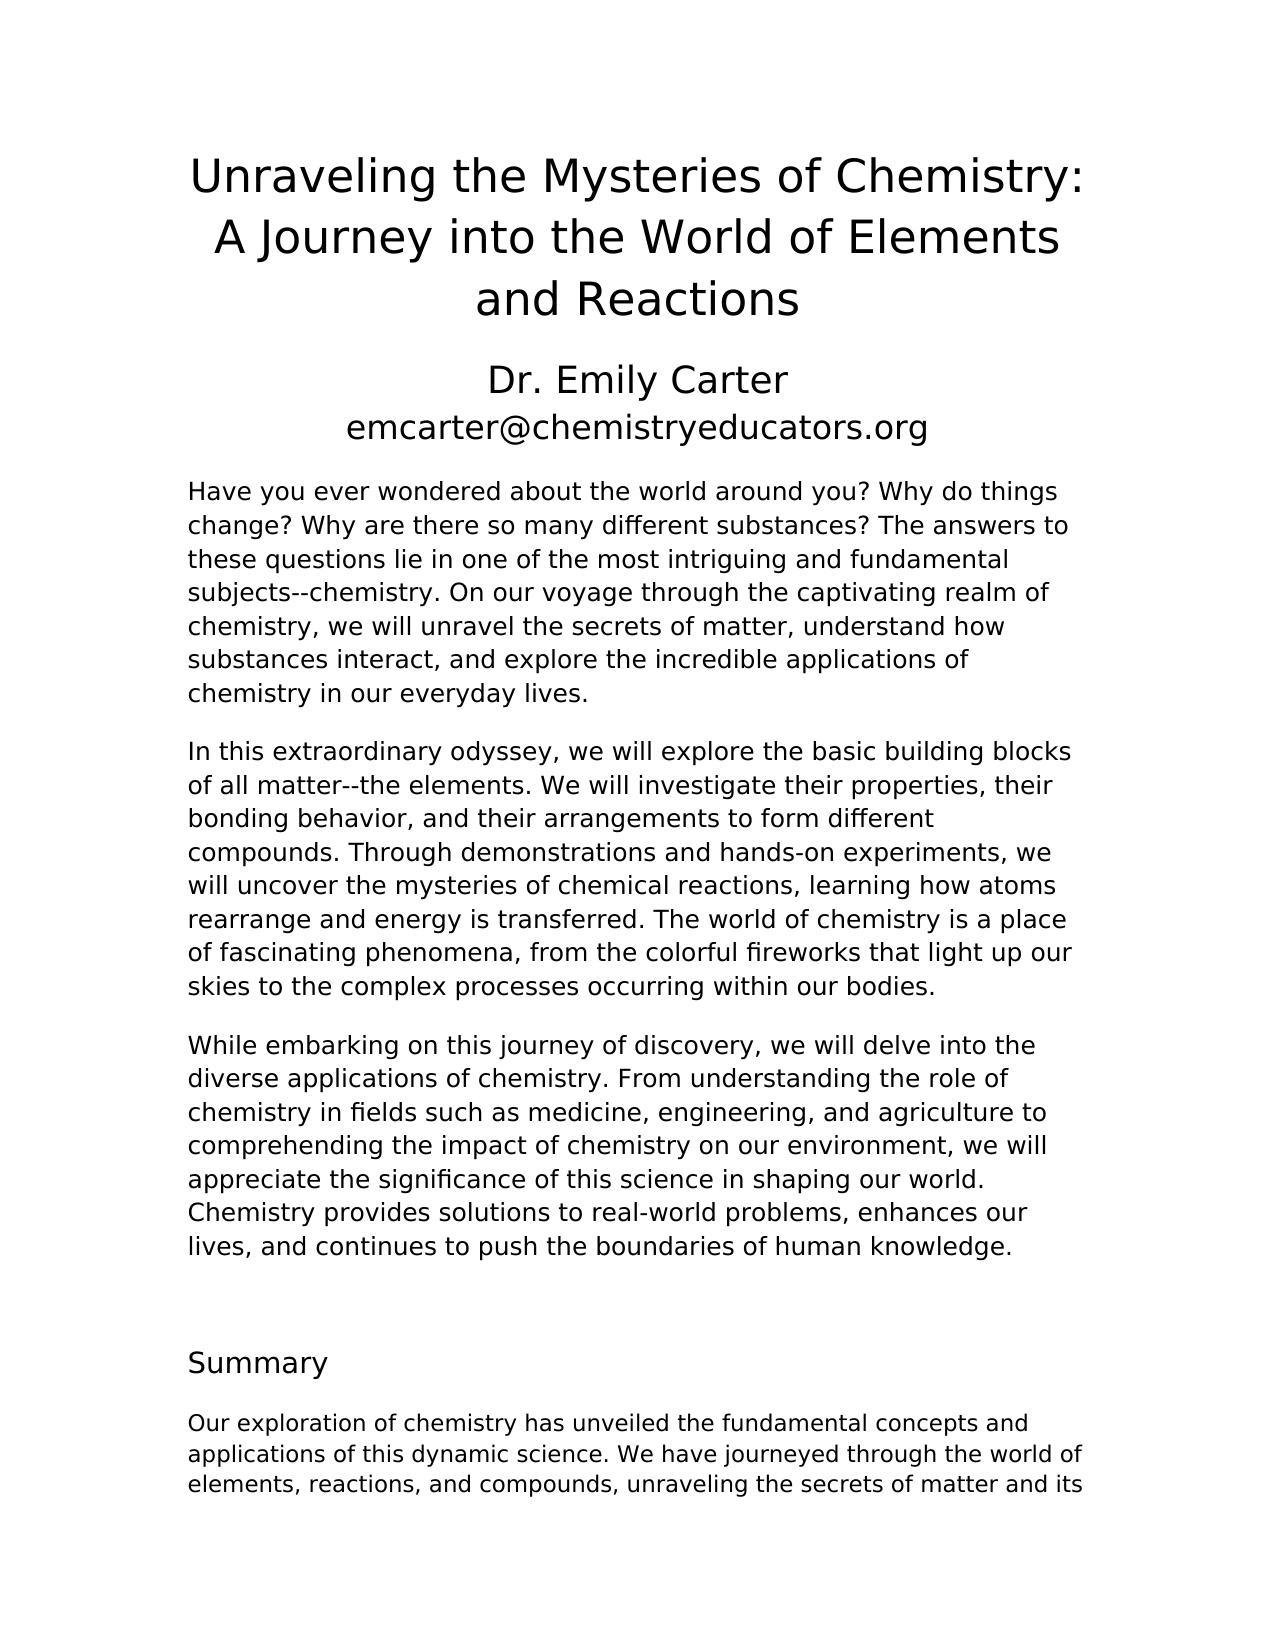 Unraveling the Mysteries of Chemistry:
A Journey into the World of Elements
and Reactions
Dr. Emily Carter
emcarter@chemistryeducators.org
Have you ever wondered about the world around you? Why do things
change? Why are there so many different substances? The answers to
these questions lie in one of the most intriguing and fundamental
subjects--chemistry. On our voyage through the captivating realm of
chemistry, we will unravel the secrets of matter, understand how
substances interact, and explore the incredible applications of
chemistry in our everyday lives.
In this extraordinary odyssey, we will explore the basic building blocks
of all matter--the elements. We will investigate their properties, their
bonding behavior, and their arrangements to form different
compounds. Through demonstrations and hands-on experiments, we
will uncover the mysteries of chemical reactions, learning how atoms
rearrange and energy is transferred. The world of chemistry is a place
of fascinating phenomena, from the colorful fireworks that light up our
skies to the complex processes occurring within our bodies.
While embarking on this journey of discovery, we will delve into the
diverse applications of chemistry. From understanding the role of
chemistry in fields such as medicine, engineering, and agriculture to
comprehending the impact of chemistry on our environment, we will
appreciate the significance of this science in shaping our world.
Chemistry provides solutions to real-world problems, enhances our
lives, and continues to push the boundaries of human knowledge.
Summary
Our exploration of chemistry has unveiled the fundamental concepts and
applications of this dynamic science. We have journeyed through the world of
elements, reactions, and compounds, unraveling the secrets of matter and its